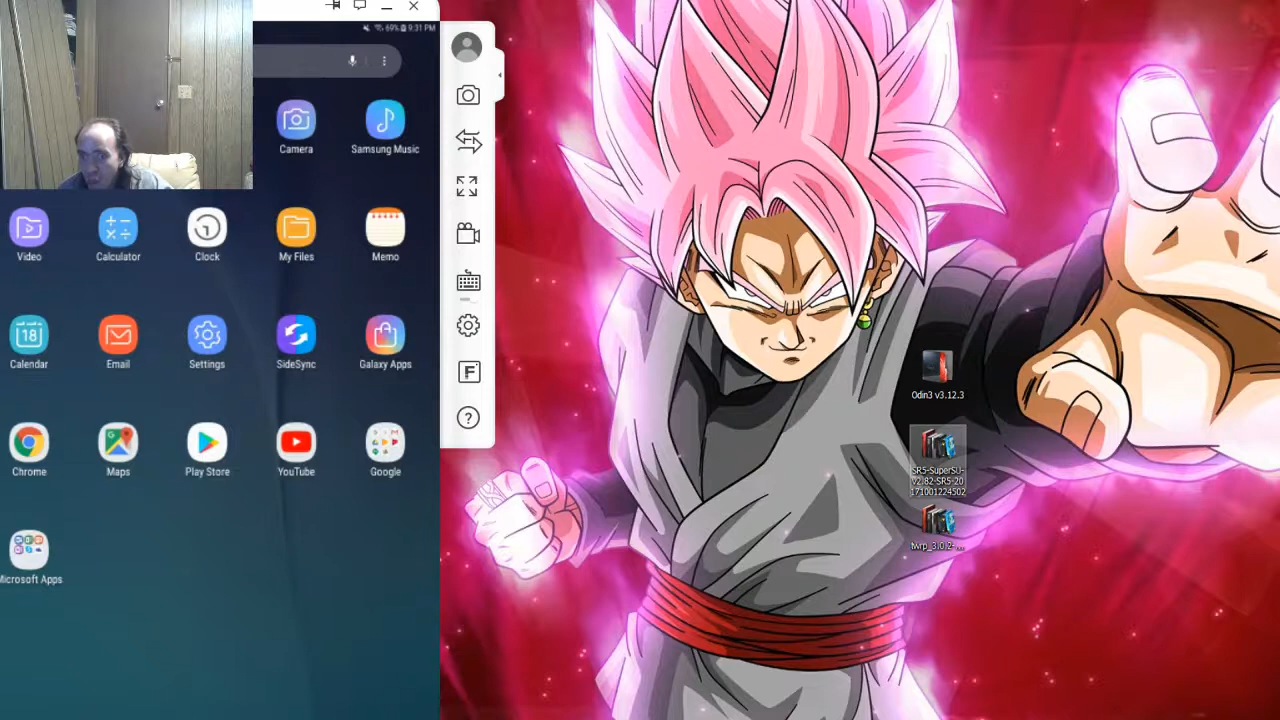 69% 9:31 PM
Camera
Samsung Music
Video
Calculator
Clock
My Files
Memo
18
Calendar
Email
Settings
SideSync
Galaxy Apps
Chrome
Maps
Play Store
YouTube
Google
Microsoft Apps
F
?
Odin3 v3.12.3
SR5-SuperSU-
v2.82-SR5-20
171001224502
twrp_3.0.2-...